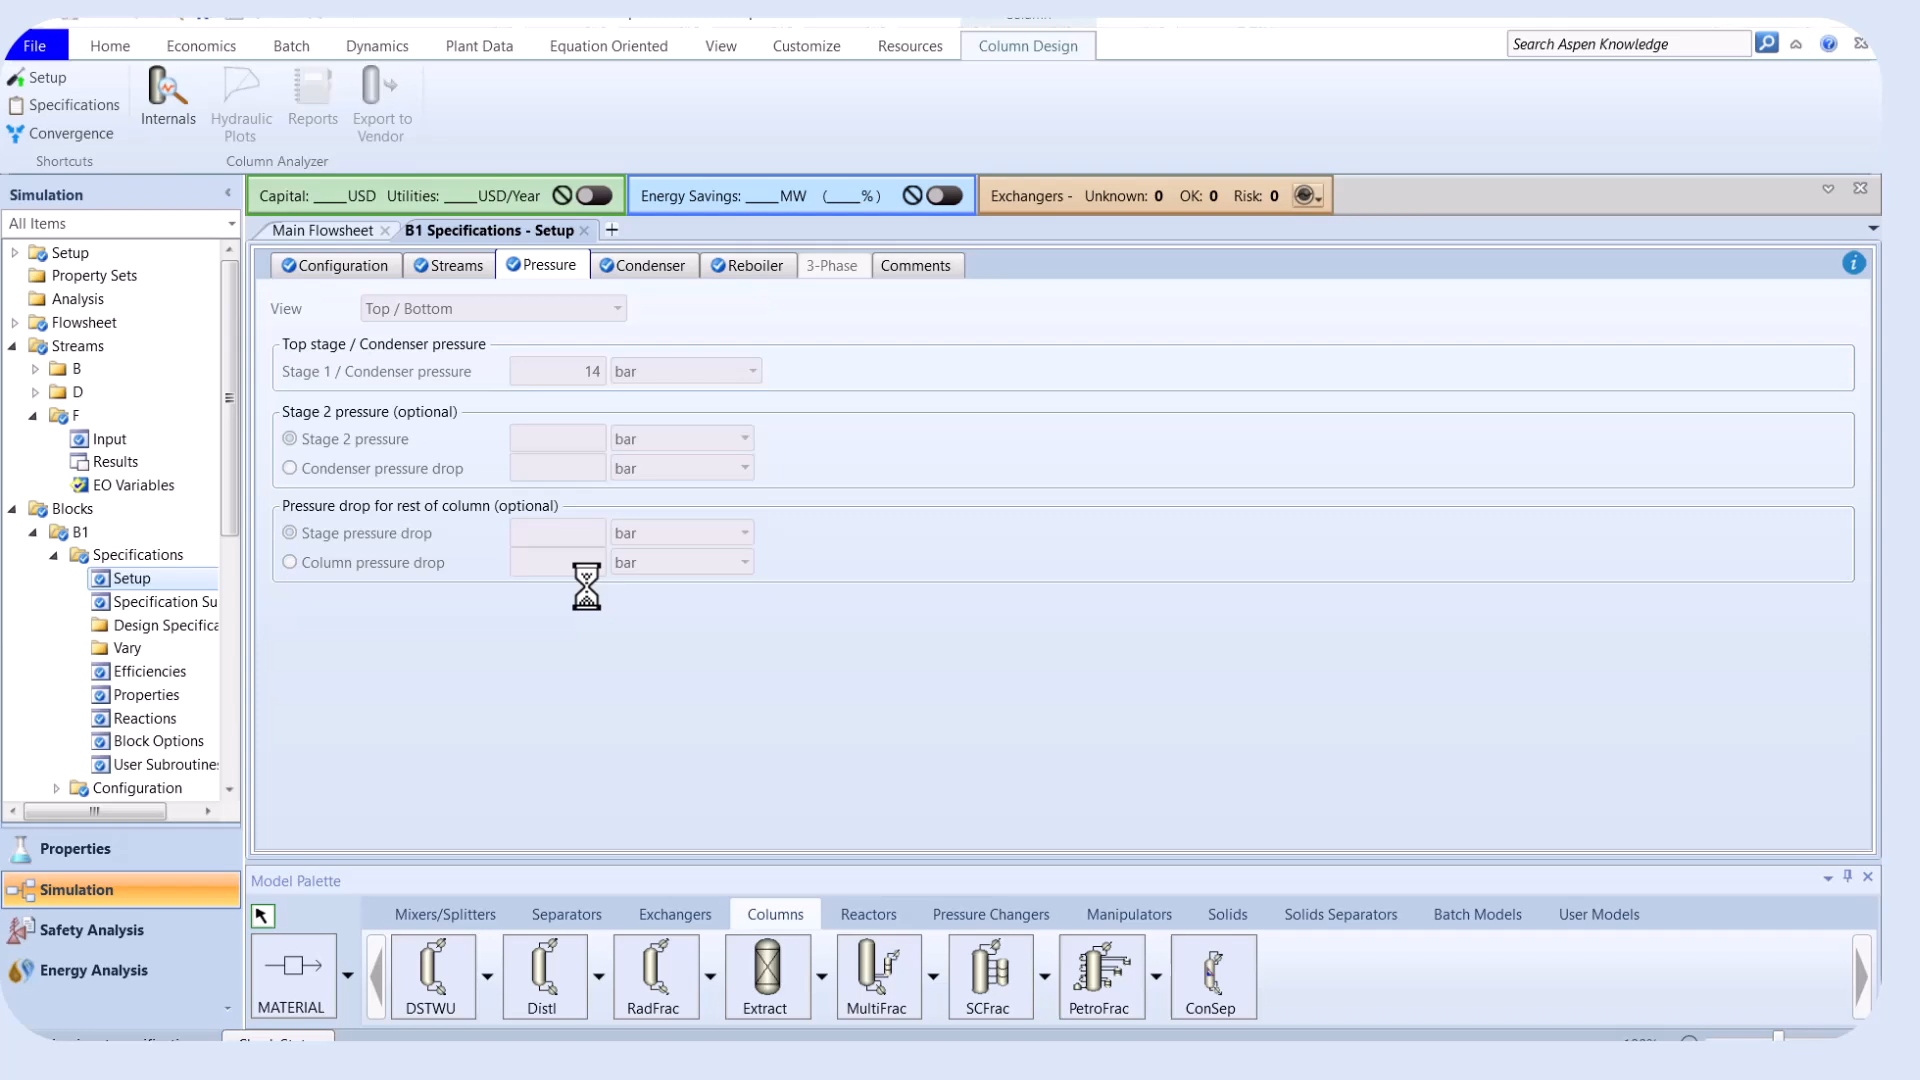 File Home Economics Batch Dynamics Plant Data Equation Oriented View Customize Resources Column Design Search Aspen Knowledge
Setup
Specifications
Convergence
Shortcuts
Internals
Hydraulic Plots
Reports
Export to Vendor
Column Analyzer
Simulation
Capital: ____USD Utilities: ____USD/Year
Energy Savings: ____MW (____%)
Exchangers - Unknown: 0 OK: 0 Risk: 0
All Items
Main Flowsheet
B1 Specifications - Setup
Setup
Property Sets
Analysis
Flowsheet
Streams
B
D
F
Input
Results
EO Variables
Blocks
B1
Specifications
Setup
Specification Su
Design Specifica
Vary
Efficiencies
Properties
Reactions
Block Options
User Subroutine
Configuration
Properties
Simulation
Safety Analysis
Energy Analysis
Configuration Streams Pressure Condenser Reboiler 3-Phase Comments
View Top / Bottom
Top stage / Condenser pressure
Stage 1 / Condenser pressure 14 bar
Stage 2 pressure (optional)
Stage 2 pressure bar
Condenser pressure drop bar
Pressure drop for rest of column (optional)
Stage pressure drop bar
Column pressure drop bar
Model Palette
Mixers/Splitters Separators Exchangers Columns Reactors Pressure Changers Manipulators Solids Solids Separators Batch Models User Models
MATERIAL DSTWU Distl RadFrac Extract MultiFrac SCFrac PetroFrac ConSep